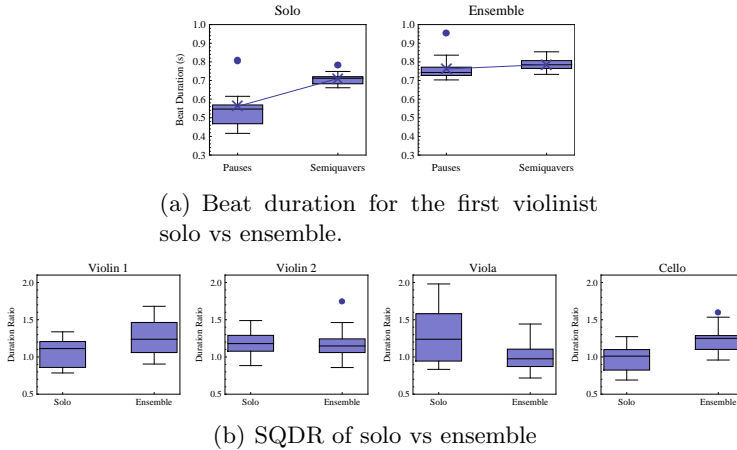 Solo
Ensemble
Beat Duration (s)
1.0
0.9
0.8
0.7
0.6
0.5
0.4
0.3
Pauses
Semiquavers
1.0
0.9
0.8
0.7
0.6
0.5
0.4
0.3
Pauses
Semiquavers
(a) Beat duration for the first violinist
solo vs ensemble.
Violin 1
Violin 2
Viola
Cello
Duration Ratio
2.0
1.5
1.0
0.5
Solo
Ensemble
Duration Ratio
2.0
1.5
1.0
0.5
Solo
Ensemble
Duration Ratio
2.0
1.5
1.0
0.5
Solo
Ensemble
Duration Ratio
2.0
1.5
1.0
0.5
Solo
Ensemble
(b) SQDR of solo vs ensemble